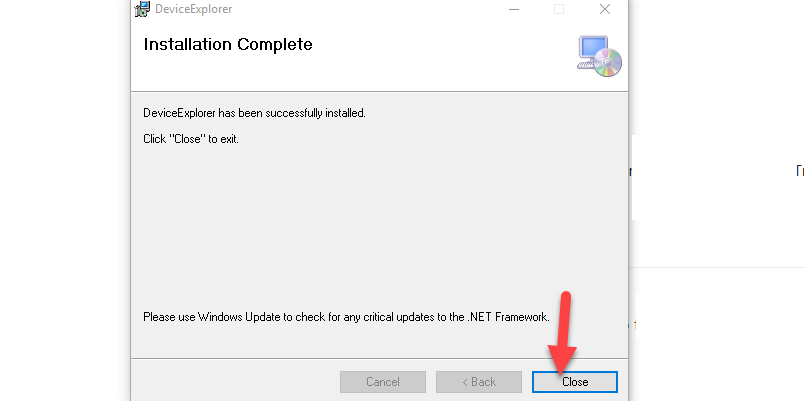 DeviceExplorer
Installation Complete
DeviceExplorer has been successfully installed.
Click "Close" to exit.
Please use Windows Update to check for any critical updates to the .NET Framework.
Cancel
< Back
Close